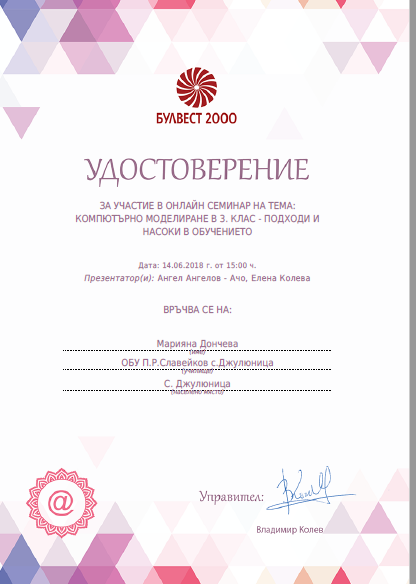 БУЛВЕСТ 2000
УДОСТОВЕРЕНИЕ
ЗА УЧАСТИЕ В ОНЛАЙН СЕМИНАР НА ТЕМА:
КОМПЮТЪРНО МОДЕЛИРАНЕ В 3. КЛАС - ПОДХОДИ И
НАСОКИ В ОБУЧЕНИЕТО
Дата: 14.06.2018 г. от 15:00 ч.
Презентатор(и): Ангел Ангелов - Ачо, Елена Колева
ВРЪЧВА СЕ НА:
Марияна Дончева
(име)
ОБУ П.Р.Славейков с.Джулюница
(училище)
С. Джулюница
(населено място)
@
Управител:
Владимир Колев